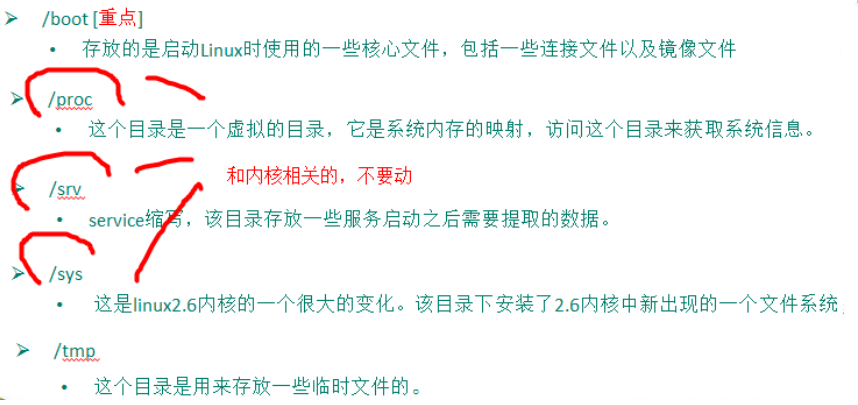 /boot [重点]
存放的是启动Linux时使用的一些核心文件，包括一些连接文件以及镜像文件
/proc
这个目录是一个虚拟的目录，它是系统内存的映射，访问这个目录来获取系统信息。
/srv
和内核相关的，不要动
service缩写，该目录存放一些服务启动之后需要提取的数据。
/sys
这是linux2.6内核的一个很大的变化。该目录下安装了2.6内核中新出现的一个文件系统
/tmp
这个目录是用来存放一些临时文件的。